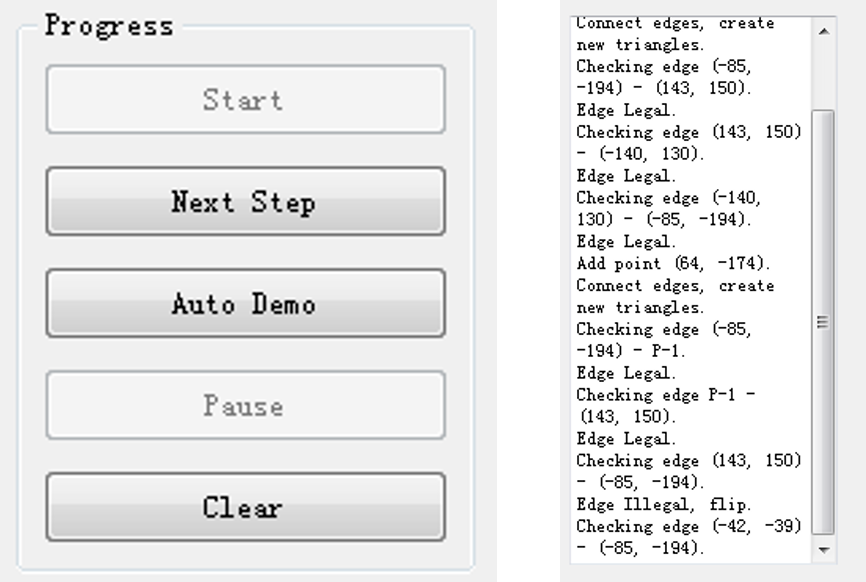 Progress
Start
Next Step
Auto Demo
Pause
Clear
Connect edges, create
new triangles.
Checking edge (-85,
-194) - (143, 150).
Edge Legal.
Checking edge (143, 150)
- (-140, 130).
Edge Legal.
Checking edge (-140,
130) - (-85, -194).
Edge Legal.
Add point (64, -174).
Connect edges, create
new triangles.
Checking edge (-85,
-194) - P-1.
Edge Legal.
Checking edge P-1 -
(143, 150).
Edge Legal.
Checking edge (143, 150)
- (-85, -194).
Edge Illegal, flip.
Checking edge (-42, -39)
- (-85, -194).